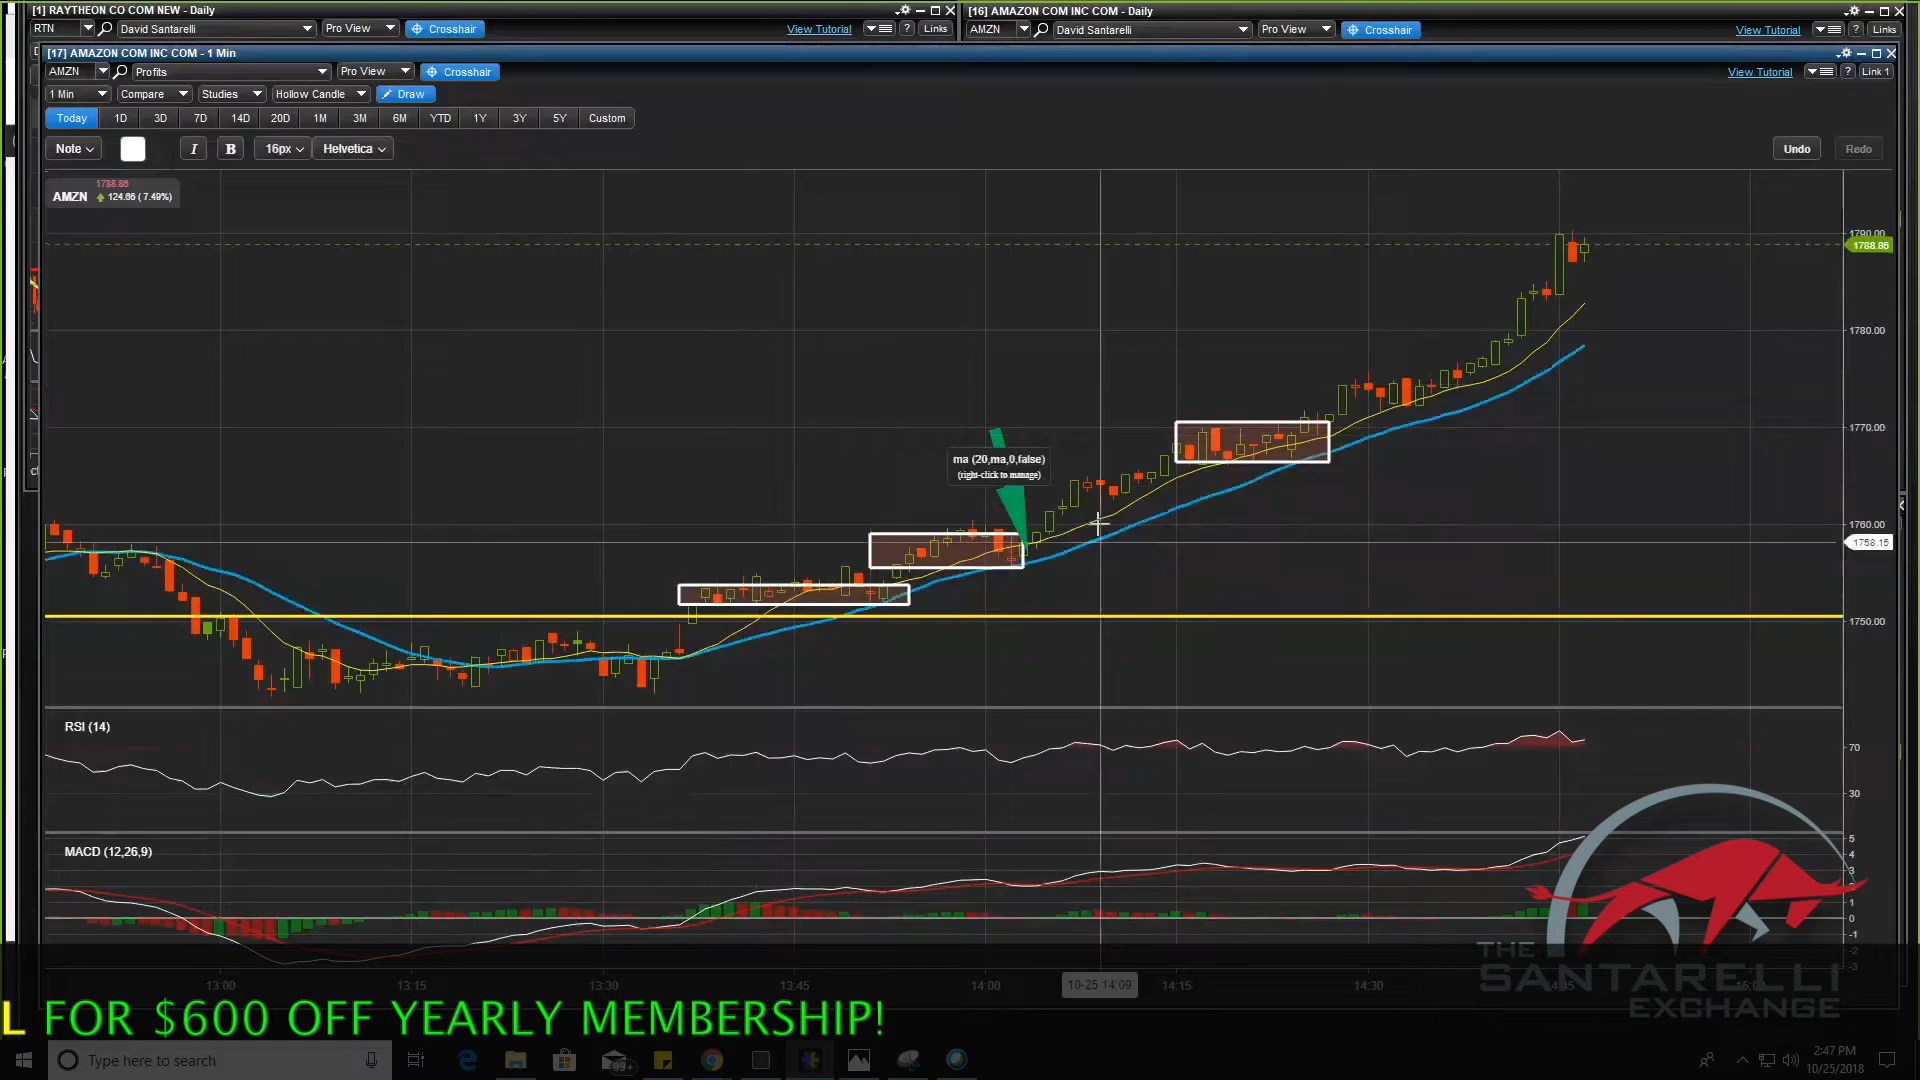 [1] RAYTHEON CO COM NEW - Daily
[16] AMAZON COM INC COM - Daily
RTN David Santarelli Pro View Crosshair View Tutorial ? Links
AMZN David Santarelli Pro View Crosshair View Tutorial ? Links
[17] AMAZON COM INC COM - 1 Min
AMZN Profits Pro View Crosshair View Tutorial ? Link 1
1 Min Compare Studies Hollow Candle Draw
Today 1D 3D 7D 14D 20D 1M 3M 6M YTD 1Y 3Y 5Y Custom
Note I B 16px Helvetica Undo Redo
1788.86
AMZN 124.66 ( 7.49%)
1790.00
1788.86
1780.00
1770.00
ma (20,ma,0,false)
(right-click to manage)
1760.00
1758.15
1750.00
RSI (14)
70
30
MACD (12,26,9)
5
4
3
1
0
-1
-2
-3
13:00 13:15 13:30 13:45 14:00 10-25 14:09 14:15 14:30 14:45
THE
SANTARELLI
EXCHANGE
L FOR $600 OFF YEARLY MEMBERSHIP!
Type here to search
99+
2:47 PM
10/25/2018